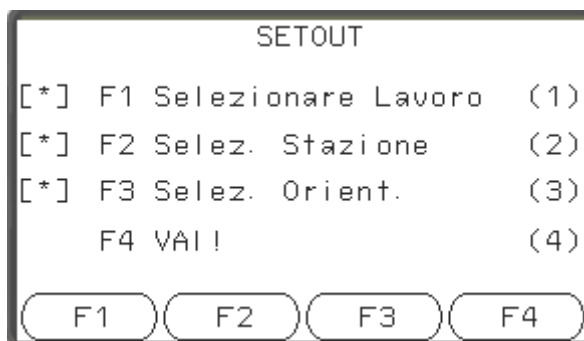 SETOUT
[*] F1 Selezionare Lavoro (1)
[*] F2 Selez. Stazione (2)
[*] F3 Selez. Orient. (3)
F4 VAI! (4)
F1 F2 F3 F4